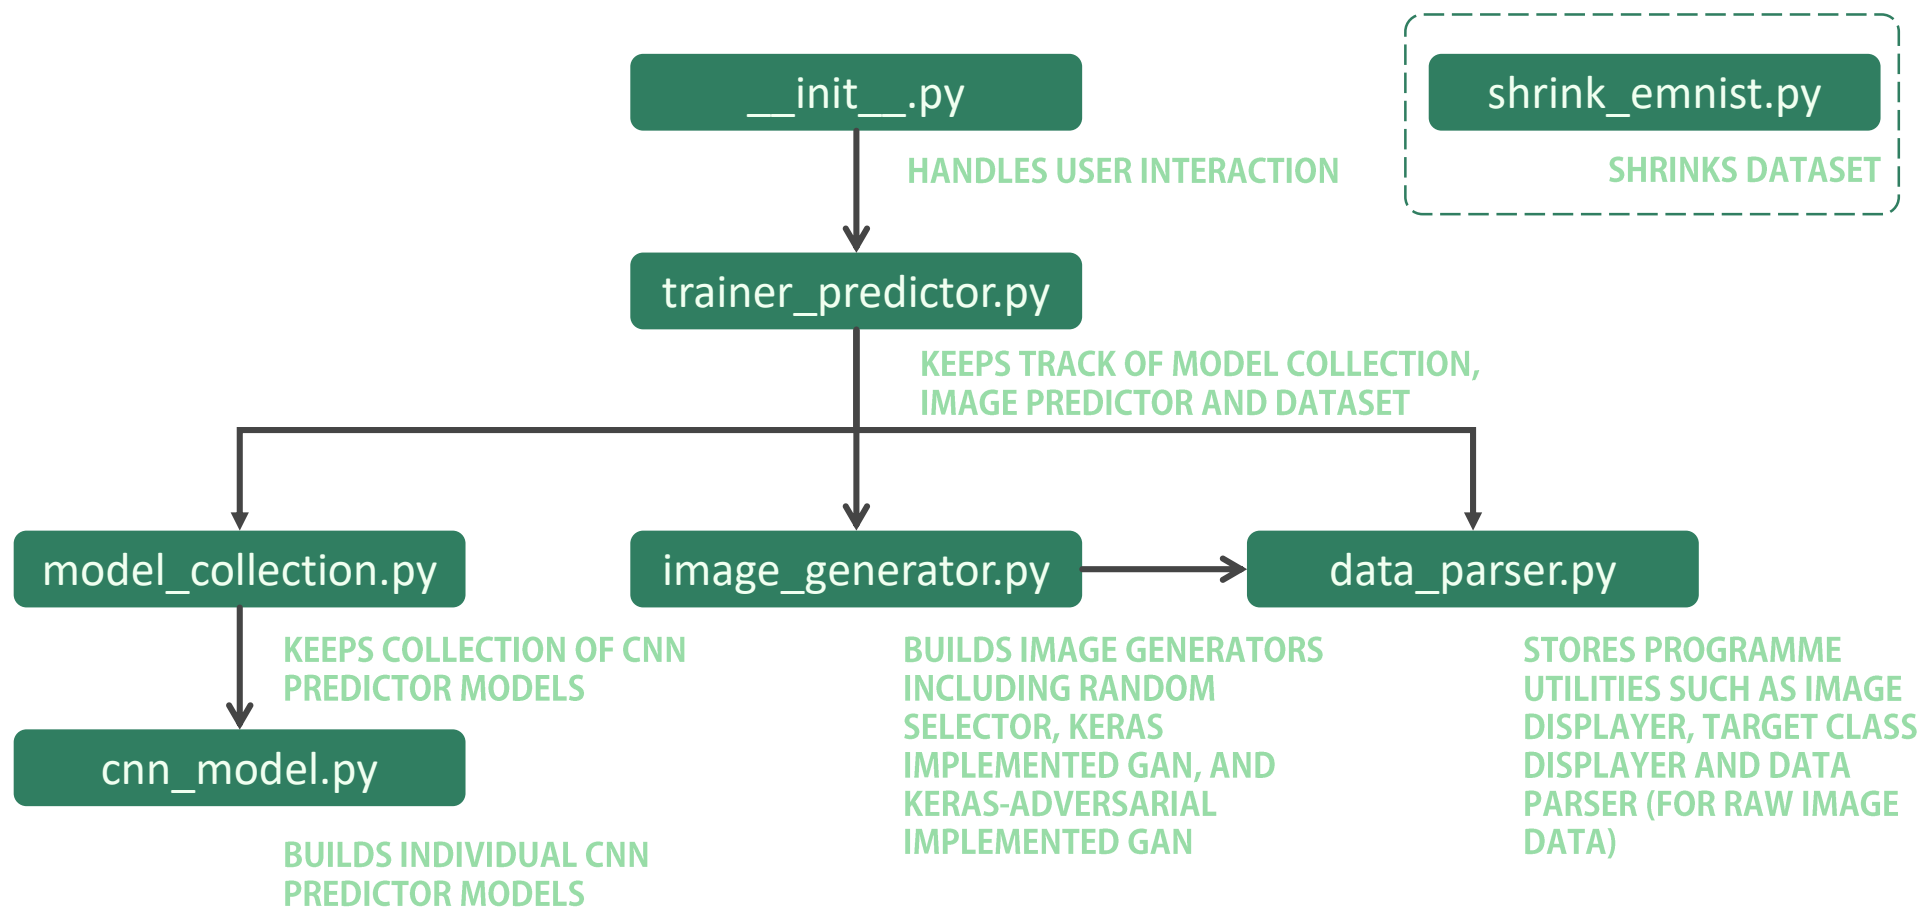 __init__.py
HANDLES USER INTERACTION
shrink_emnist.py
SHRINKS DATASET
trainer_predictor.py
KEEPS TRACK OF MODEL COLLECTION,
IMAGE PREDICTOR AND DATASET
model_collection.py
KEEPS COLLECTION OF CNN
PREDICTOR MODELS
cnn_model.py
BUILDS INDIVIDUAL CNN
PREDICTOR MODELS
image_generator.py
BUILDS IMAGE GENERATORS
INCLUDING RANDOM
SELECTOR, KERAS
IMPLEMENTED GAN, AND
KERAS-ADVERSARIAL
IMPLEMENTED GAN
data_parser.py
STORES PROGRAMME
UTILITIES SUCH AS IMAGE
DISPLAYER, TARGET CLASS
DISPLAYER AND DATA
PARSER (FOR RAW IMAGE
DATA)